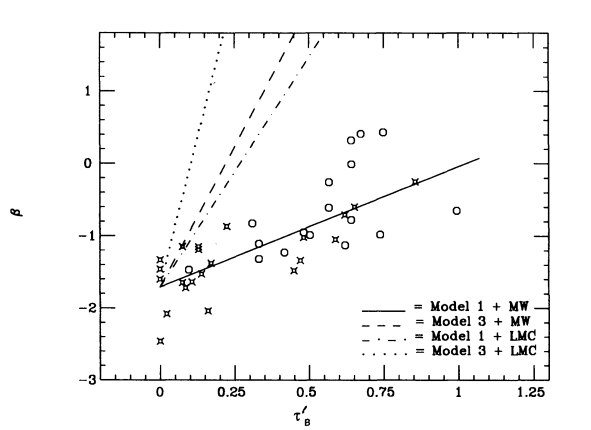 1
0
-1
-2
-3
β
0
0.25
0.5
0.75
1
1.25
τ′B
= Model 1 + MW
= Model 3 + MW
= Model 1 + LMC
= Model 3 + LMC